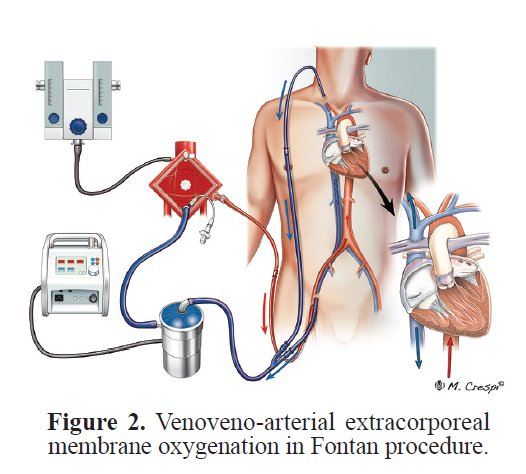 © M. Crespi®
Figure 2. Venoveno-arterial extracorporeal
membrane oxygenation in Fontan procedure.